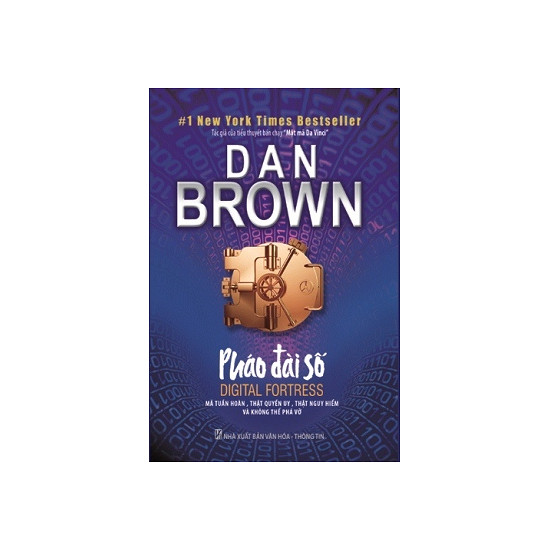 #1 New York Times Bestseller
Tác giả của tiểu thuyết bán chạy "Mật mã Da Vinci"
DAN
BROWN
Pháo đài số
DIGITAL FORTRESS
MÃ TUẦN HOÀN , THẬT QUYỀN UY , THẬT NGUY HIỂM
VÀ KHÔNG THỂ PHÁ VỠ
NHÀ XUẤT BẢN VĂN HÓA - THÔNG TIN